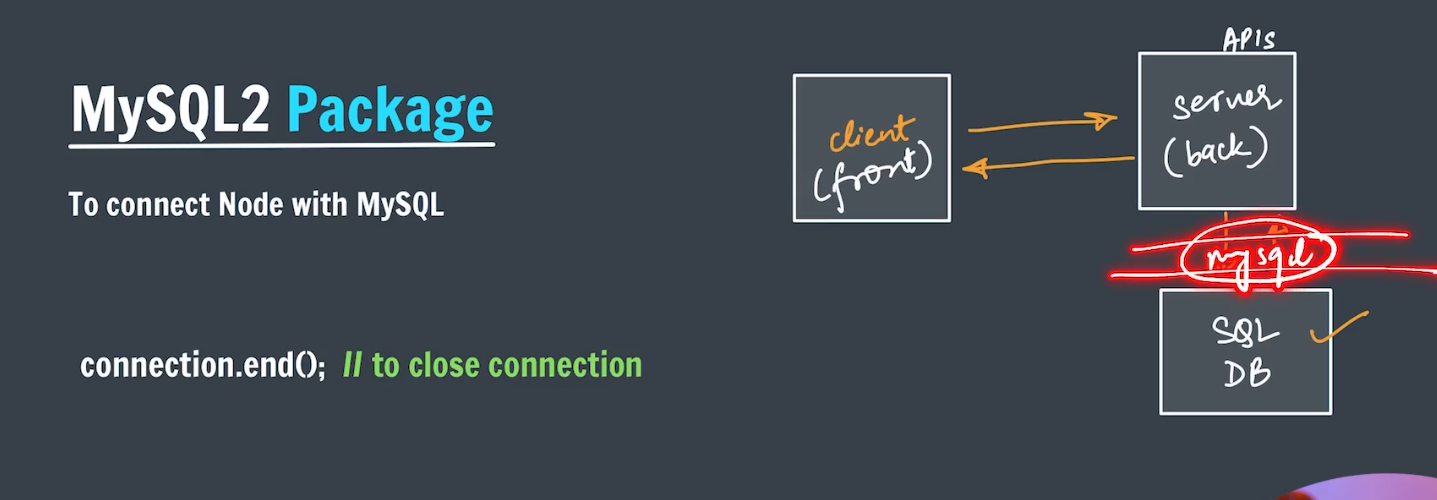 MySQL2 Package
To connect Node with MySQL
connection.end(); // to close connection
APIs
client
(front)
server
(back)
mysql
SQL
DB